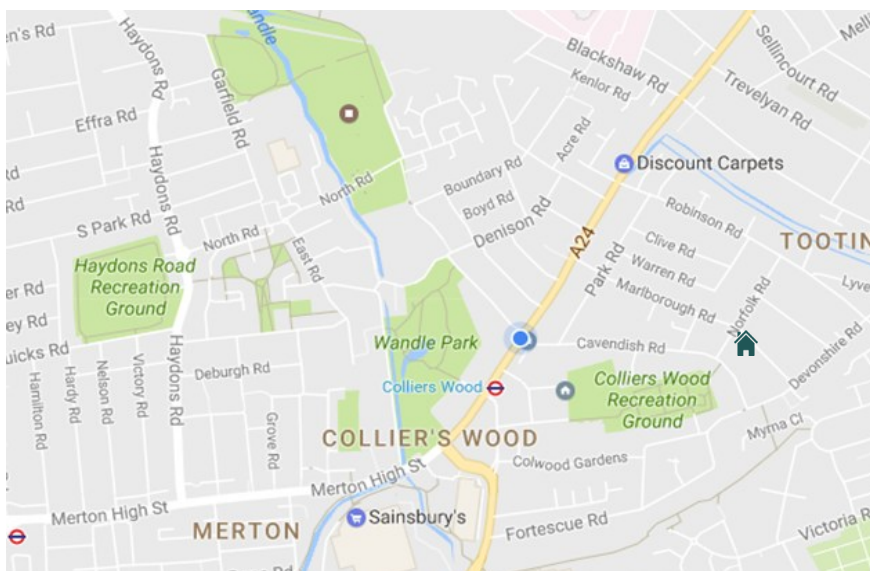 en's Rd
Haydons Rd
andle
Garfield Rd
Effra Rd
Haydons Rd
Rd
S Park Rd
North Rd
North Rd
East Rd
Haydons Road
Recreation
Ground
er Rd
ey Rd
uicks Rd
Hamilton Rd
Hardy Rd
Nelson Rd
Victory Rd
Haydons Rd
Deburgh Rd
Grove Rd
Merton High St
Merton High St
MERTON
Sainsbury's
COLLIER'S WOOD
Wandle Park
Colliers Wood
Boundary Rd
Boyd Rd
Denison Rd
Acre Rd
Kenlor Rd
Blackshaw Rd
Sellincourt Rd
Mel
Trevelyan Rd
Discount Carpets
A24
Park Rd
Robinson Rd
Clive Rd
Warren Rd
Marlborough Rd
TOOTIN
Lyve
Norfolk Rd
Cavendish Rd
Devonshire Rd
Colliers Wood
Recreation
Ground
Myrna Cl
Colwood Gardens
Fortescue Rd
Victoria R